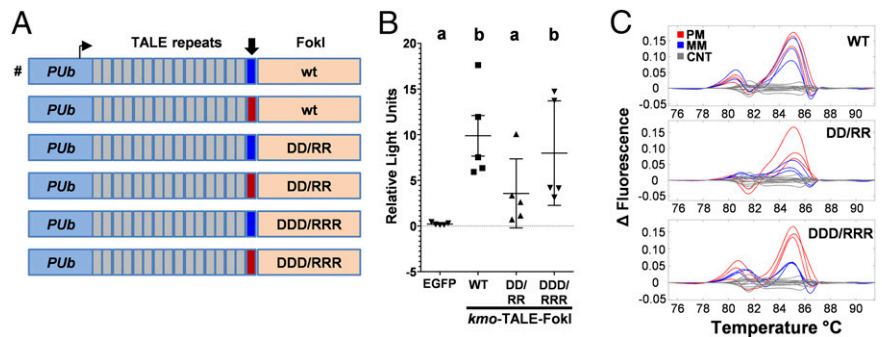 A
TALE repeats
FokI
#
PUb
wt
PUb
wt
PUb
DD/RR
PUb
DD/RR
PUb
DDD/RRR
PUb
DDD/RRR
B
a b a b
Relative Light Units
20
15
10
5
0
-5
EGFP WT DD/RR DDD/RRR
kmo-TALE-FokI
C
Δ Fluorescence
PM
MM
CNT
WT
0.15
0.10
0.05
0
-0.05
76 78 80 82 84 86 88 90
DD/RR
0.15
0.10
0.05
0
-0.05
76 78 80 82 84 86 88 90
DDD/RRR
0.15
0.10
0.05
0
-0.05
76 78 80 82 84 86 88 90
Temperature °C